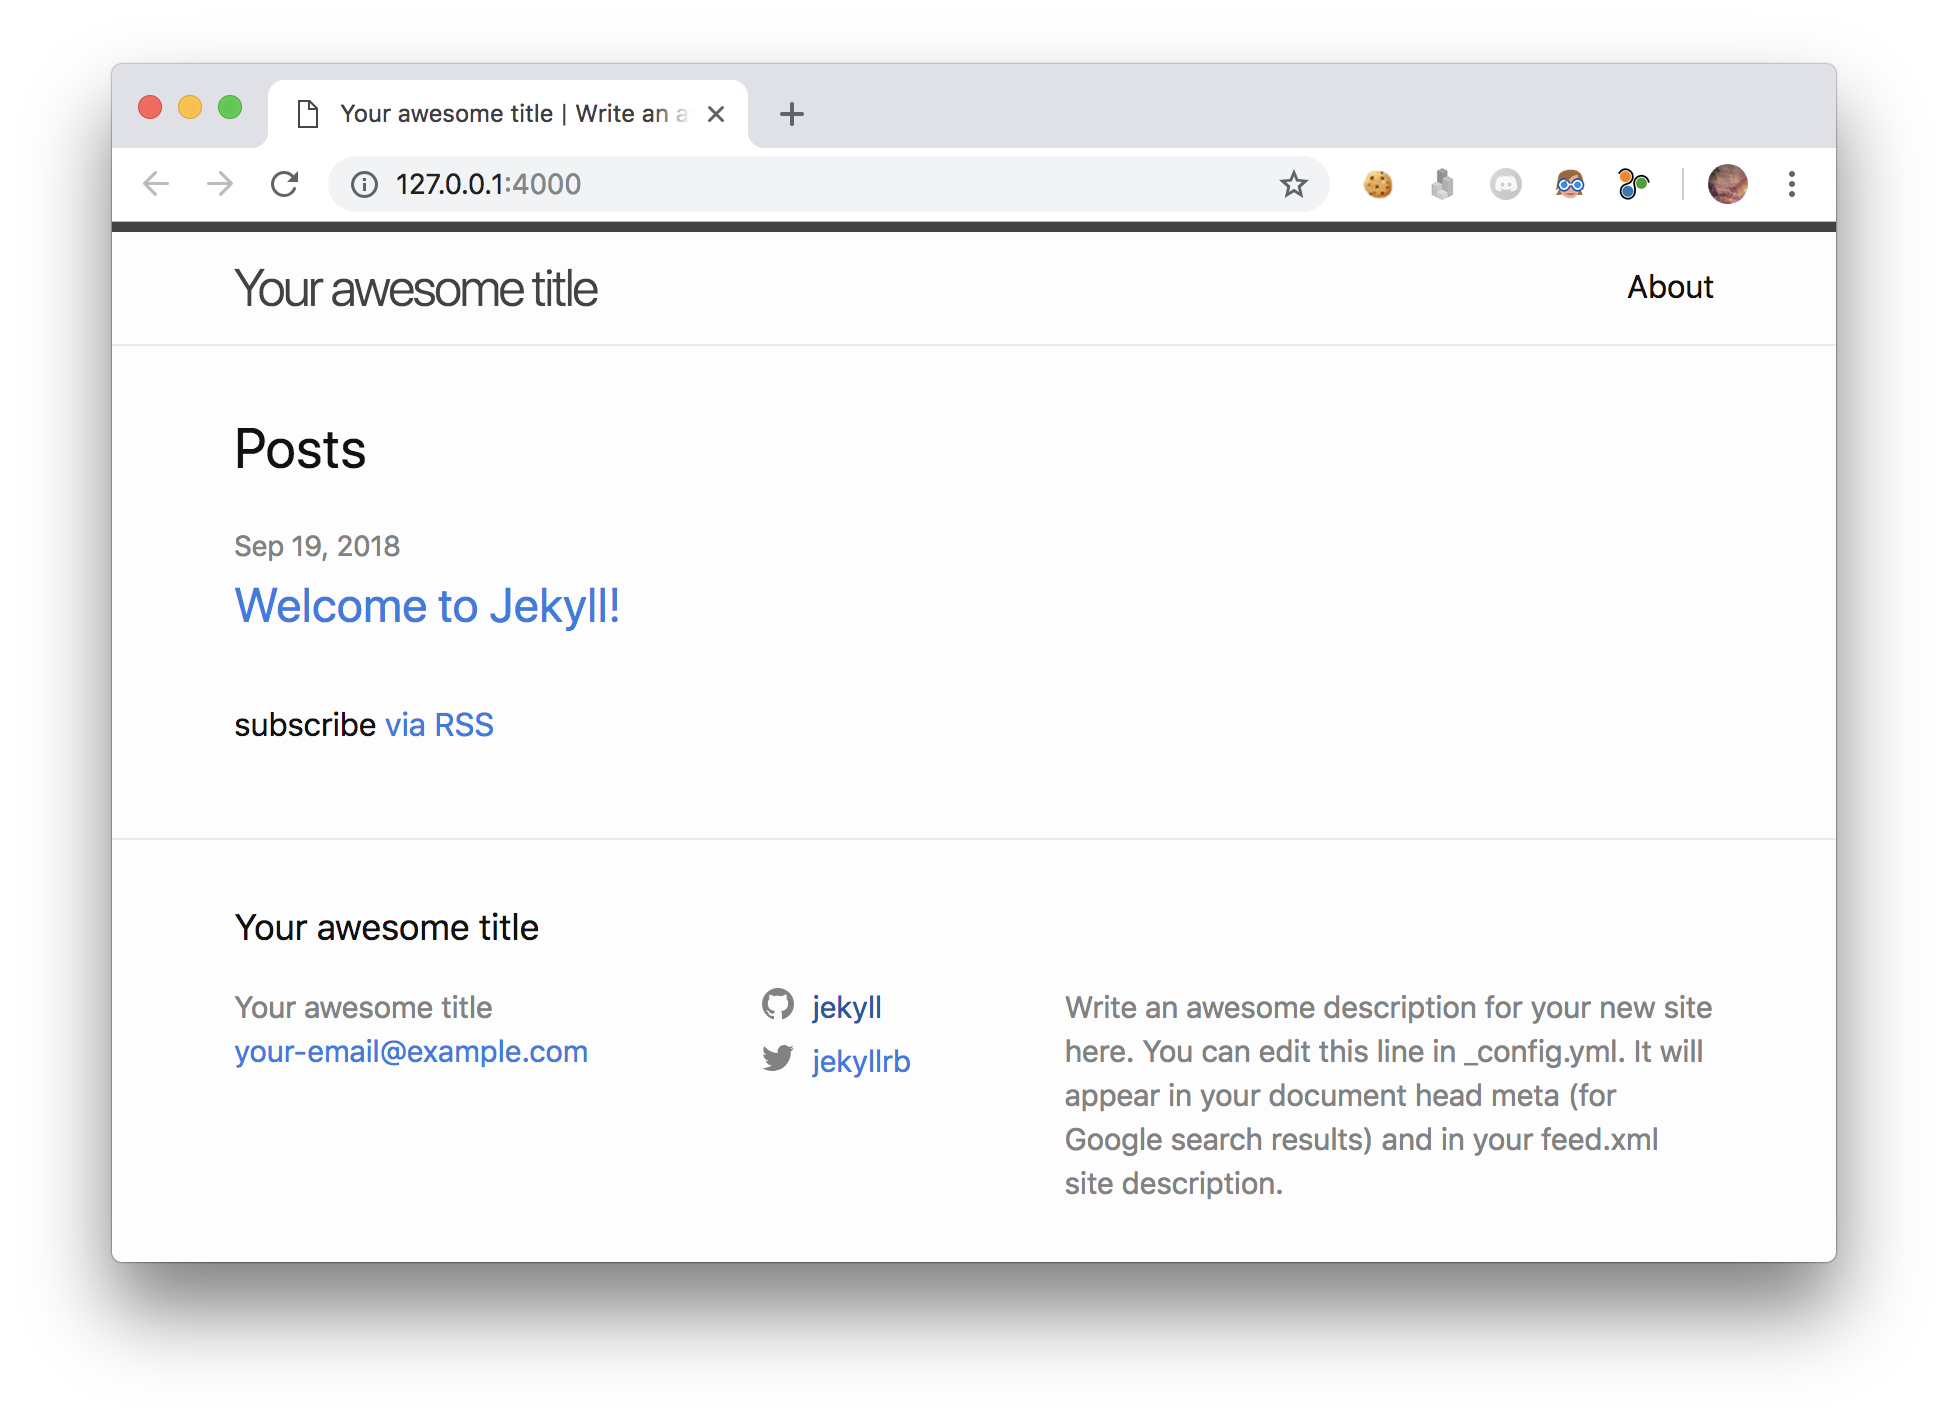 Your awesome title | Write an a
127.0.0.1:4000
Your awesome title
About
Posts
Sep 19, 2018
Welcome to Jekyll!
subscribe via RSS
Your awesome title
Your awesome title
your-email@example.com
jekyll
jekyllrb
Write an awesome description for your new site
here. You can edit this line in _config.yml. It will
appear in your document head meta (for
Google search results) and in your feed.xml
site description.